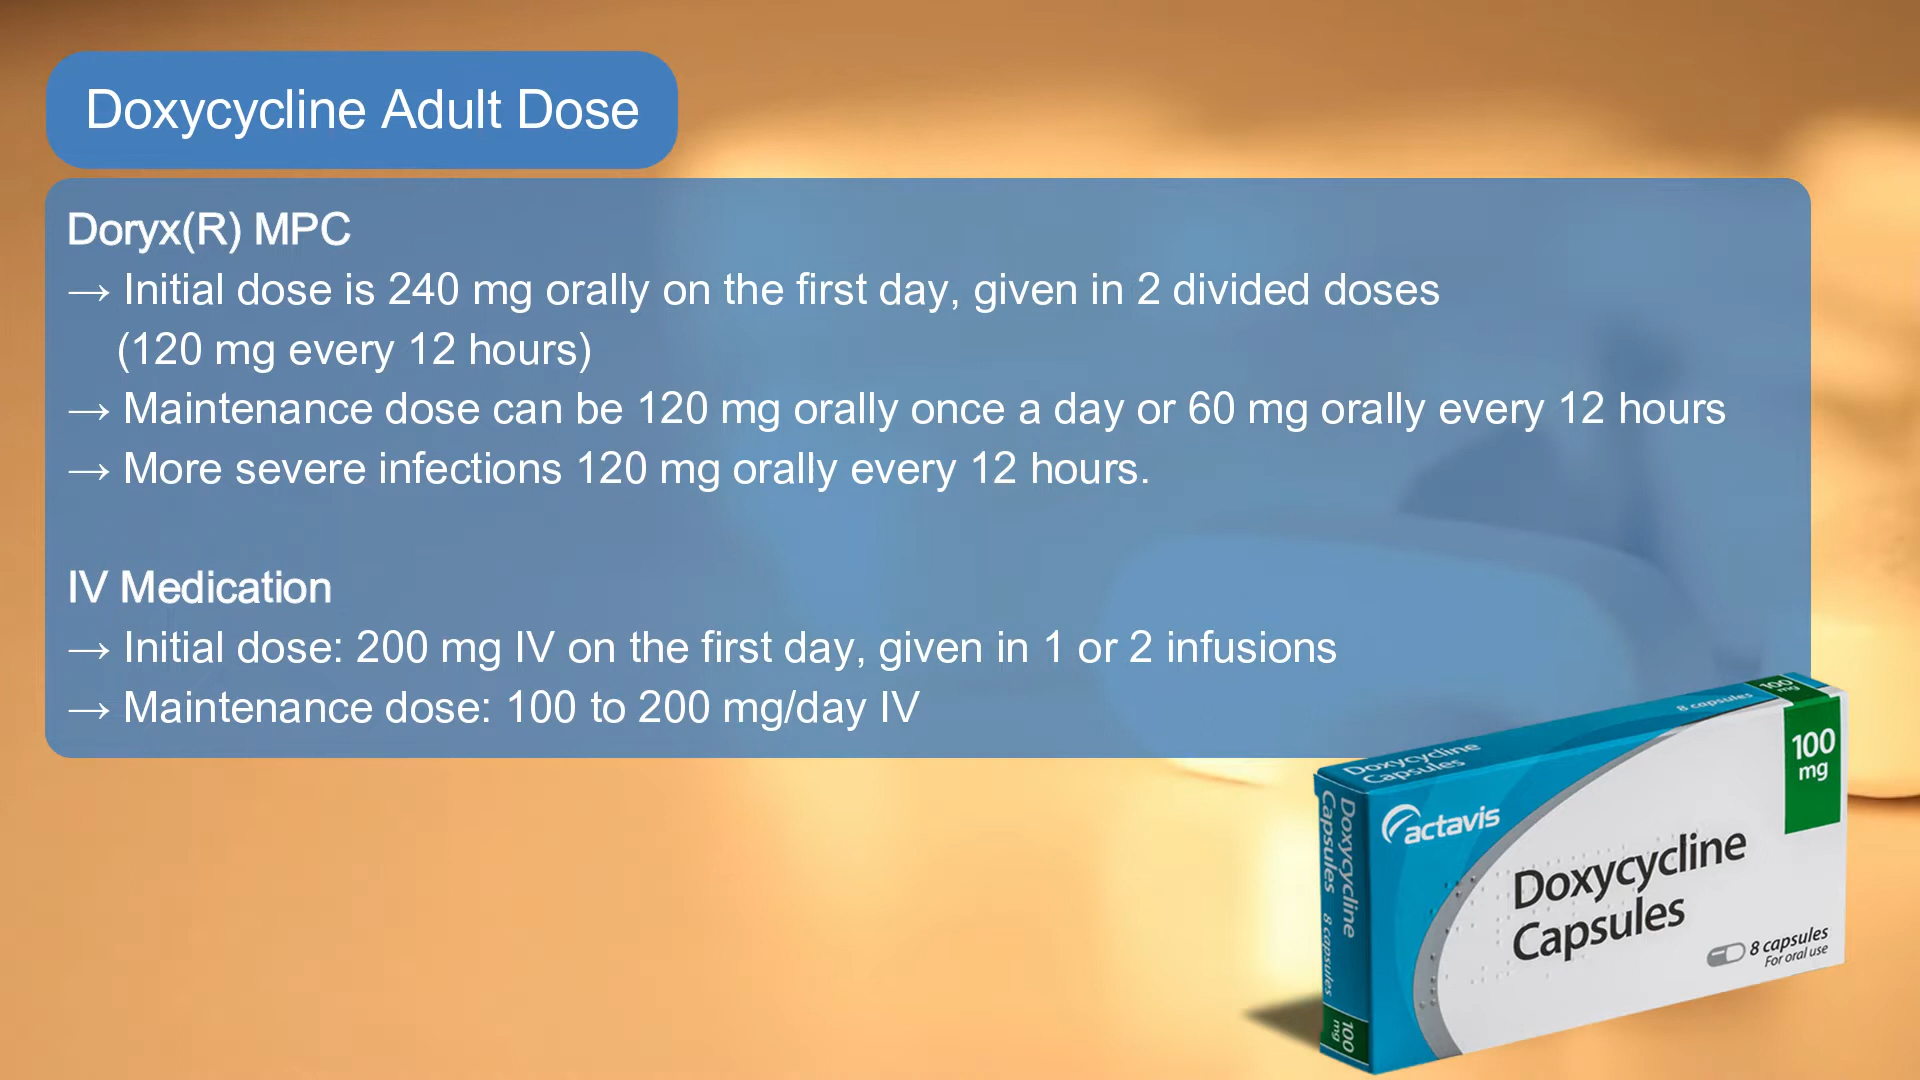 Doxycycline Adult Dose
Doryx(R) MPC
→ Initial dose is 240 mg orally on the first day, given in 2 divided doses
(120 mg every 12 hours)
→ Maintenance dose can be 120 mg orally once a day or 60 mg orally every 12 hours
→ More severe infections 120 mg orally every 12 hours.
IV Medication
→ Initial dose: 200 mg IV on the first day, given in 1 or 2 infusions
→ Maintenance dose: 100 to 200 mg/day IV
8 capsules
100
mg
Doxycycline
Capsules
100
mg
actavis
Doxycycline
Capsules
8 capsules
For oral use
Doxycycline
Capsules 8 capsules
100
mg